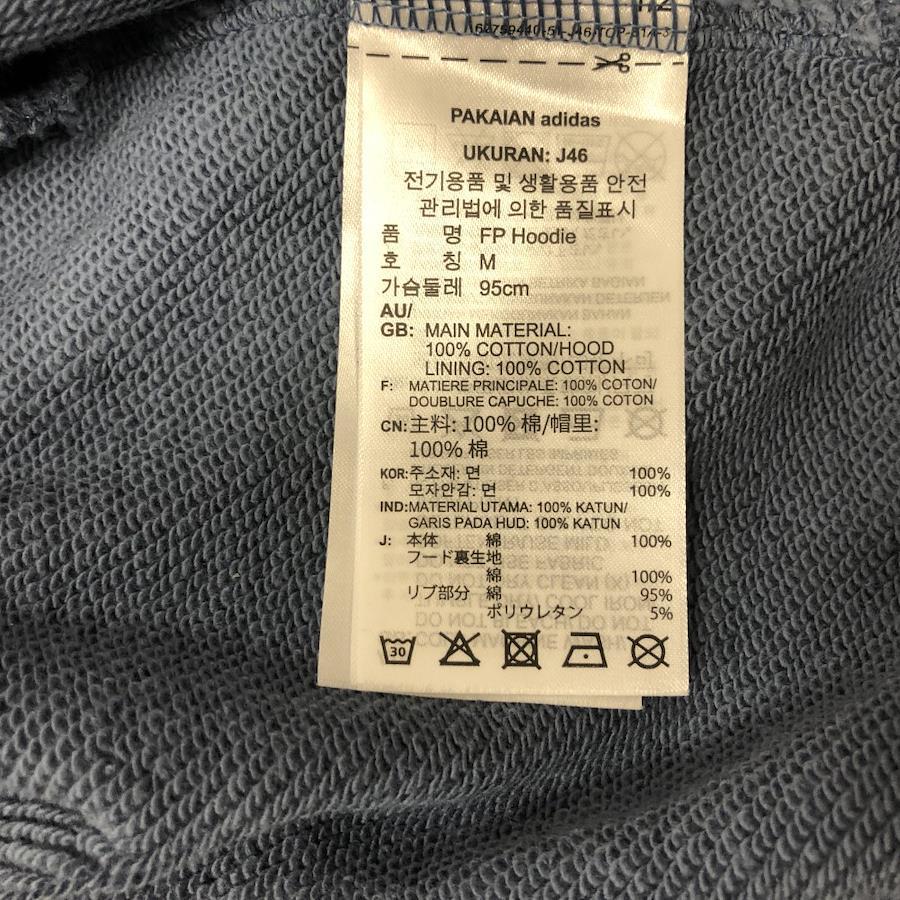 1/2
PAKAIAN adidas
UKURAN: J46
전기용품 및 생활용품 안전
관리법에 의한 품질표시
품 명 FP Hoodie
호 칭 M
가슴둘레 95cm
AU/
GB: MAIN MATERIAL:
100% COTTON/HOOD
LINING: 100% COTTON
F: MATIERE PRINCIPALE: 100% COTON/
DOUBLURE CAPUCHE: 100% COTON
CN:主料: 100% 棉/帽里:
100% 棉
KOR:주소재: 면 100%
모자안감: 면 100%
IND:MATERIAL UTAMA: 100% KATUN/
GARIS PADA HUD: 100% KATUN
J: 本体 綿 100%
フード裏生地
綿 100%
リブ部分 綿 95%
ポリウレタン 5%
30